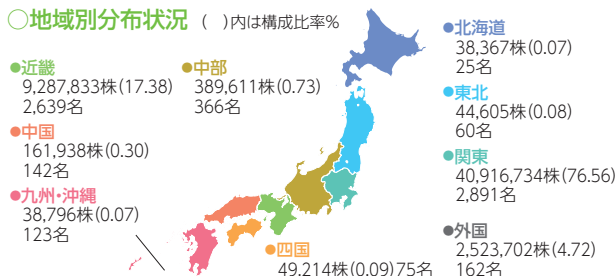 ○地域別分布状況 (　)内は構成比率%
●近畿
9,287,833株(17.38)
2,639名
●中部
389,611株(0.73)
366名
●中国
161,938株(0.30)
142名
●九州・沖縄
38,796株(0.07)
123名
●四国
49,214株(0.09)75名
●北海道
38,367株(0.07)
25名
●東北
44,605株(0.08)
60名
●関東
40,916,734株(76.56)
2,891名
●外国
2,523,702株(4.72)
162名